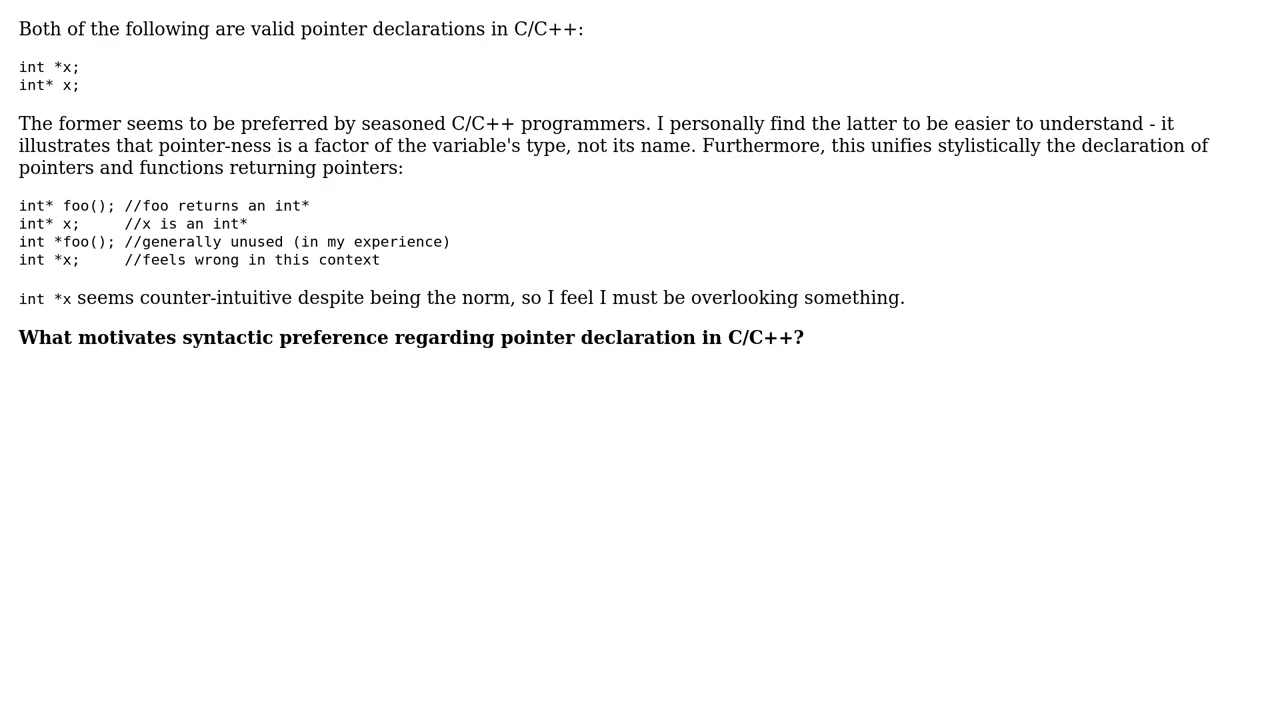 Both of the following are valid pointer declarations in C/C++:
int *x;
int* x;
The former seems to be preferred by seasoned C/C++ programmers. I personally find the latter to be easier to understand - it
illustrates that pointer-ness is a factor of the variable's type, not its name. Furthermore, this unifies stylistically the declaration of
pointers and functions returning pointers:
int* foo(); //foo returns an int*
int* x;     //x is an int*
int *foo(); //generally unused (in my experience)
int *x;     //feels wrong in this context
int *x seems counter-intuitive despite being the norm, so I feel I must be overlooking something.
What motivates syntactic preference regarding pointer declaration in C/C++?